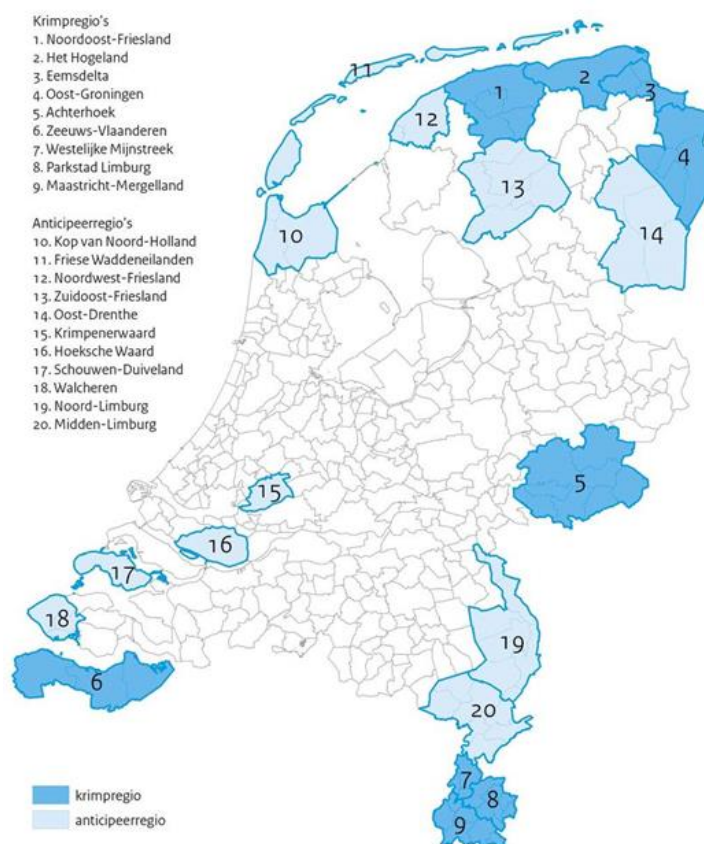 Krimpregio's
1. Noordoost-Friesland
2. Het Hogeland
3. Eemsdelta
4. Oost-Groningen
5. Achterhoek
6. Zeeuws-Vlaanderen
7. Westelijke Mijnstreek
8. Parkstad Limburg
9. Maastricht-Mergelland
Anticipeerregio's
10. Kop van Noord-Holland
11. Friese Waddeneilanden
12. Noordwest-Friesland
13. Zuidoost-Friesland
14. Oost-Drenthe
15. Krimpenerwaard
16. Hoeksche Waard
17. Schouwen-Duiveland
18. Walcheren
19. Noord-Limburg
20. Midden-Limburg
11
1
2
3
12
4
13
10
14
5
15
16
17
18
19
6
20
7
8
9
krimpregio
anticipeerregio